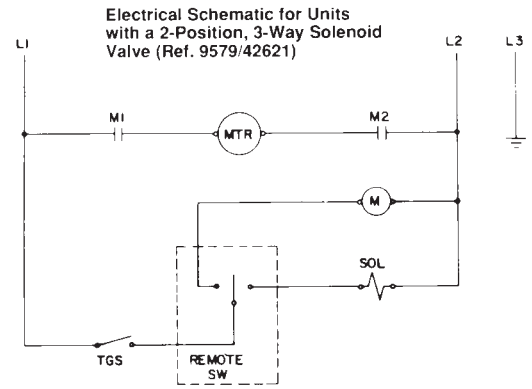 Electrical Schematic for Units
with a 2-Position, 3-Way Solenoid
Valve (Ref. 9579/42621)
L1
L2
L3
M1
MTR
M2
M
SOL
TGS
REMOTE
SW